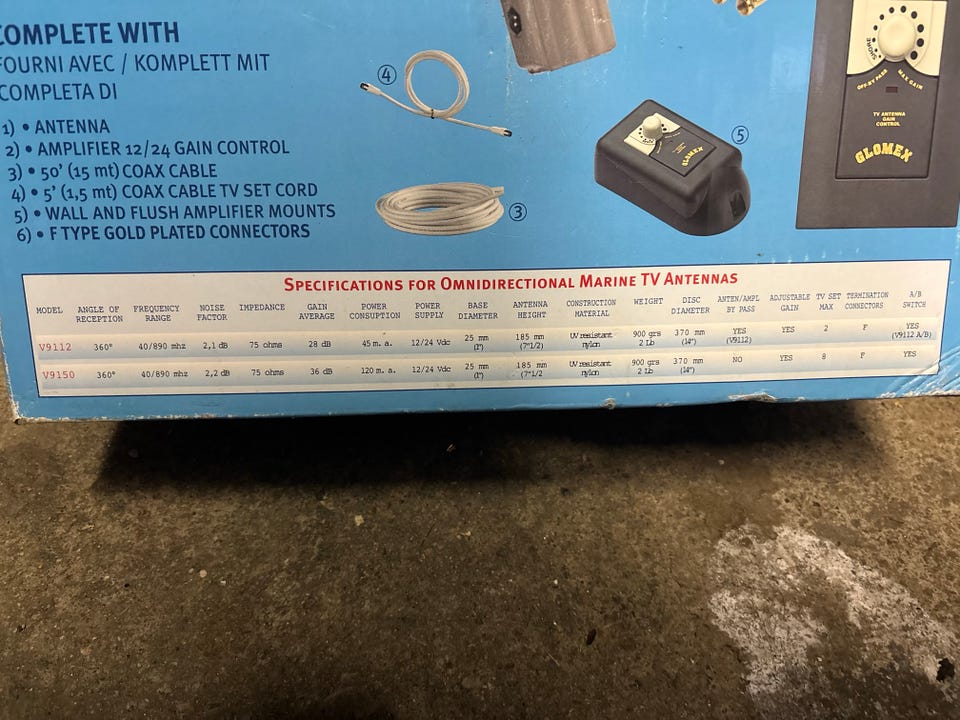 COMPLETE WITH
FOURNI AVEC / KOMPLETT MIT
COMPLETA DI
1) • ANTENNA
2) • AMPLIFIER 12/24 GAIN CONTROL
3) • 50' (15 mt) COAX CABLE
4) • 5' (1,5 mt) COAX CABLE TV SET CORD
5) • WALL AND FLUSH AMPLIFIER MOUNTS
6) • F TYPE GOLD PLATED CONNECTORS
4
3
5
GLOMEX
SHORE
OFF-BY PASS MAX GAIN
TV ANTENNA
GAIN
CONTROL
GLOMEX
SPECIFICATIONS FOR OMNIDIRECTIONAL MARINE TV ANTENNAS
MODEL ANGLE OF RECEPTION FREQUENCY RANGE NOISE FACTOR IMPEDANCE GAIN AVERAGE POWER CONSUPTION POWER SUPPLY BASE DIAMETER ANTENNA HEIGHT CONSTRUCTION MATERIAL WEIGHT DISC DIAMETER ANTEN/AMPL BY PASS ADJUSTABLE GAIN TV SET MAX TERMINATION CONNECTORS A/B SWITCH
V9112 360° 40/890 mhz 2,1 dB 75 ohms 28 dB 45 m. a. 12/24 Vdc 25 mm (1") 185 mm (7"1/2) UV resistant nylon 900 grs 2 Lb 370 mm (14") YES (V9112) YES 2 F YES (V9112 A/B)
V9150 360° 40/890 mhz 2,2 dB 75 ohms 36 dB 120 m. a. 12/24 Vdc 25 mm (1") 185 mm (7"1/2 UV resistant nylon 900 grs 2 Lb 370 mm (14") NO YES 8 F YES